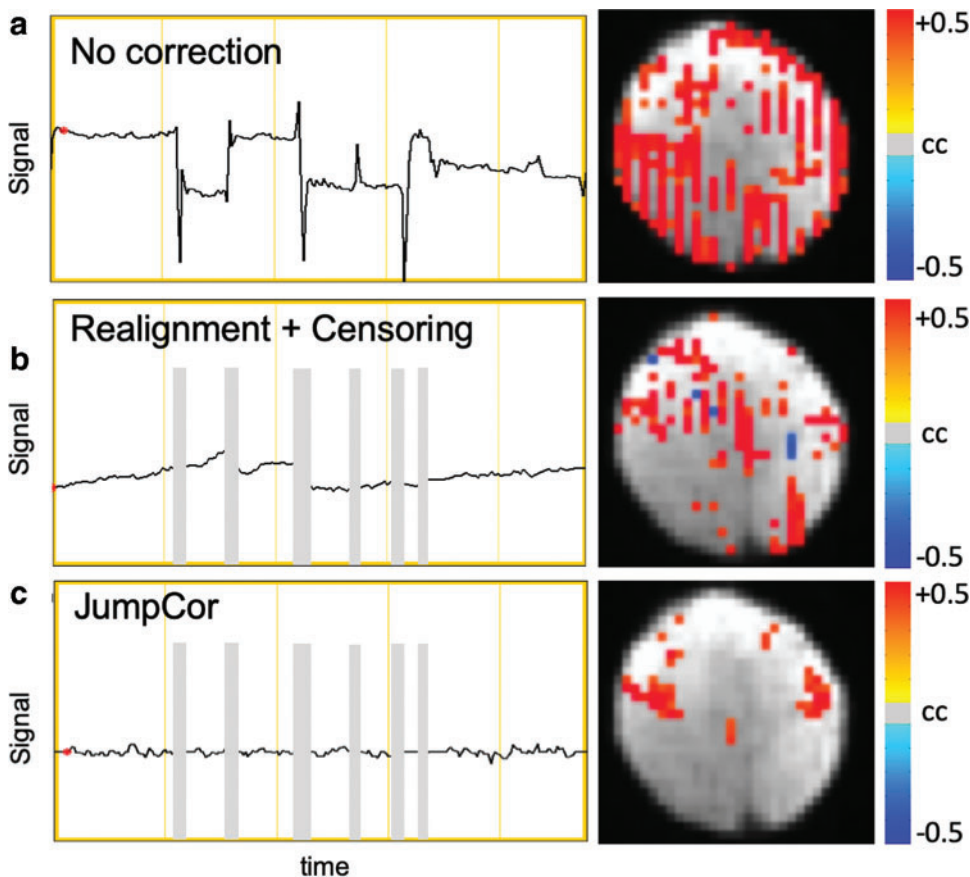 a
No correction
Signal
+0.5
cc
-0.5
b
Realignment + Censoring
Signal
+0.5
cc
-0.5
c
JumpCor
Signal
+0.5
cc
-0.5
time